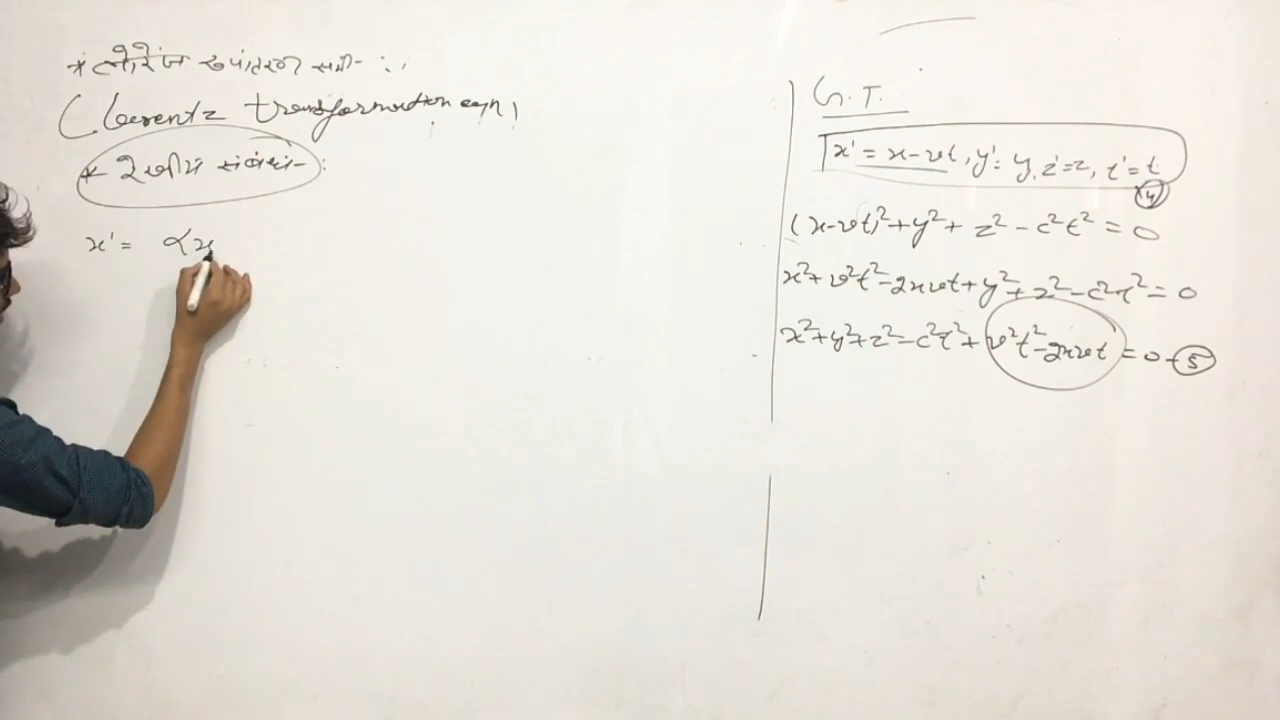 * लोरेंज रूपांतरण समी- :.
(Lorentz transformation eqn)
* रेखीय संबंध- :
x' = αx
G.T.
x' = x-vt, y' = y, z' = z, t' = t
(4)
(x-vt)² + y² + z² - c²t² = 0
x² + v²t² - 2xvt + y² + z² - c²t² = 0
x² + y² + z² - c²t² + v²t² - 2xvt = 0 - (5)